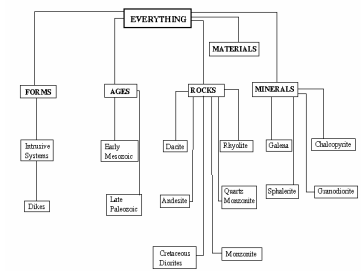 EVERYTHING
MATERIALS
FORMS
AGES
ROCKS
MINERALS
Intrusive
Systems
Early
Mesozoic
Dacite
Rhyolite
Galena
Chalcopyrite
Dikes
Late
Paleozoic
Andesite
Quartz
Monzonite
Sphalerite
Granodiorite
Cretaceous
Diorites
Monzonite